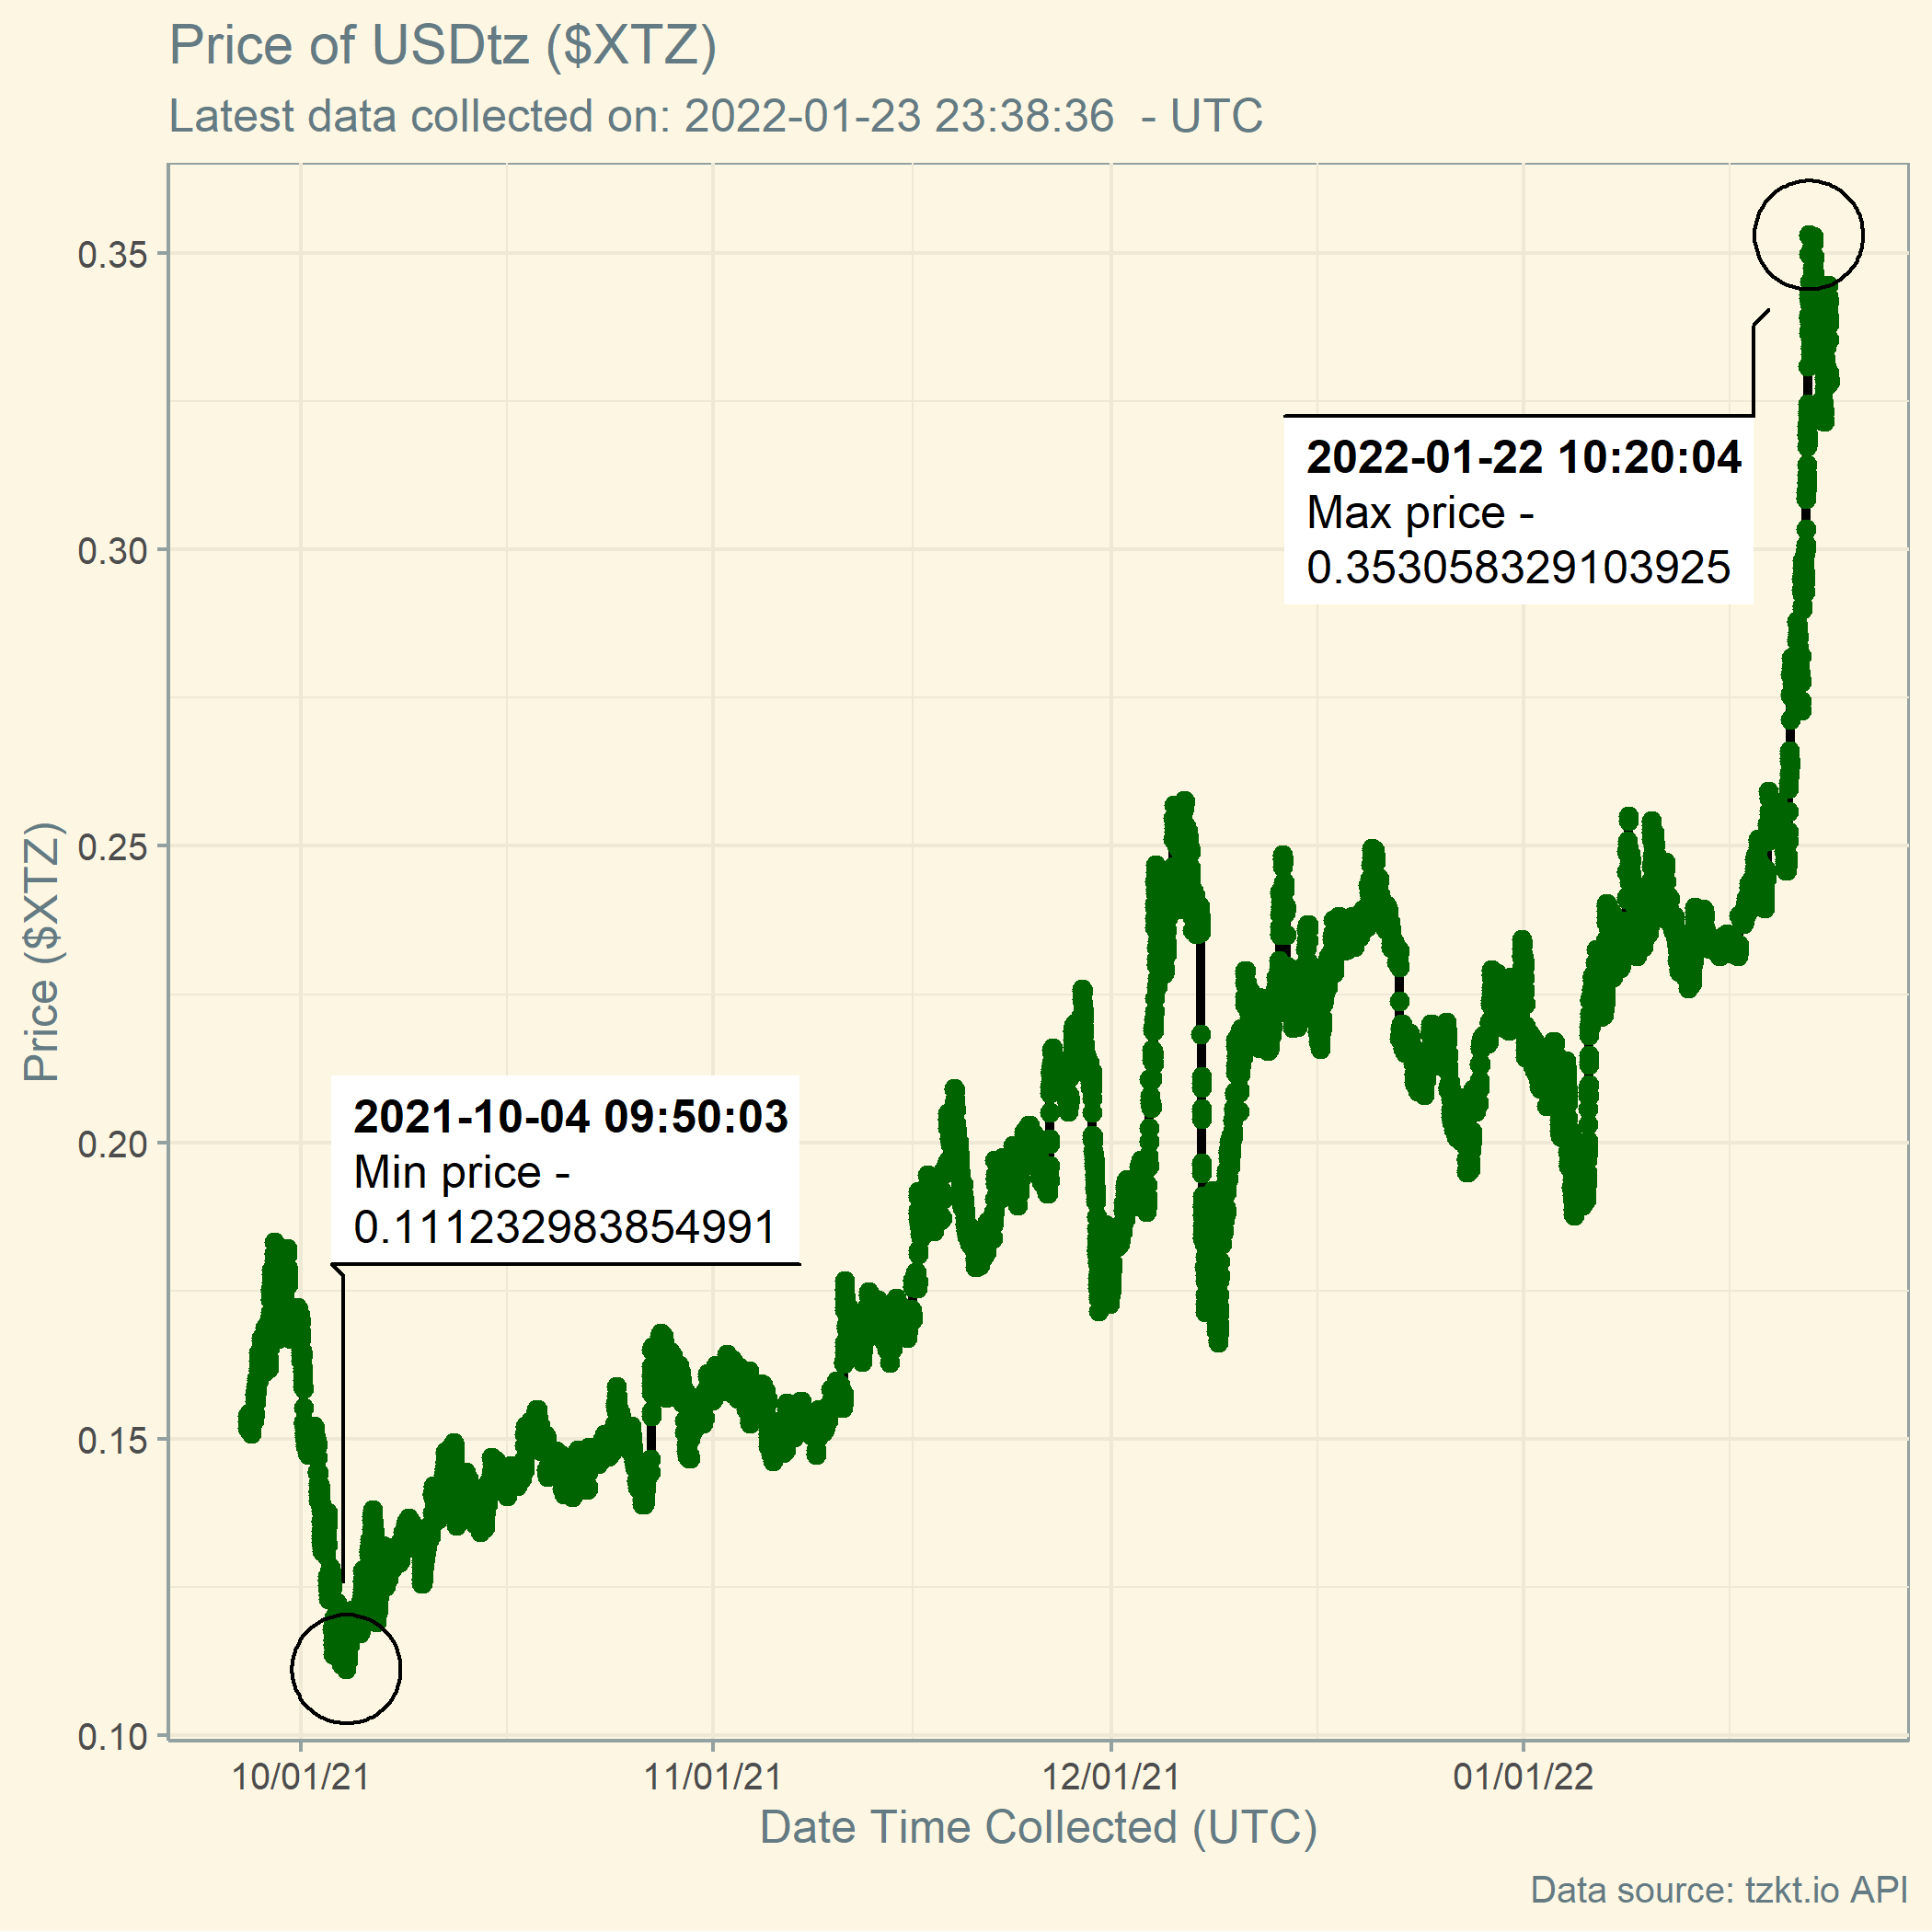 Price of USDtz ($XTZ)
Latest data collected on: 2022-01-23 23:38:36  - UTC
0.35
0.30
0.25
0.20
0.15
0.10
Price ($XTZ)
2022-01-22 10:20:04
Max price -
0.353058329103925
2021-10-04 09:50:03
Min price -
0.111232983854991
10/01/21
11/01/21
12/01/21
01/01/22
Date Time Collected (UTC)
Data source: tzkt.io API